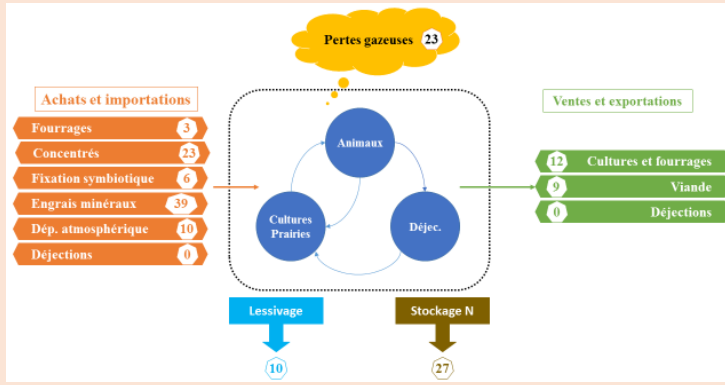 Pertes gazeuses 23
Achats et importations
Fourrages 3
Concentrés 23
Fixation symbiotique 6
Engrais minéraux 39
Dép. atmosphérique 10
Déjections 0
Animaux
Cultures
Prairies
Déjec.
Ventes et exportations
12 Cultures et fourrages
9 Viande
0 Déjections
Lessivage
10
Stockage N
27